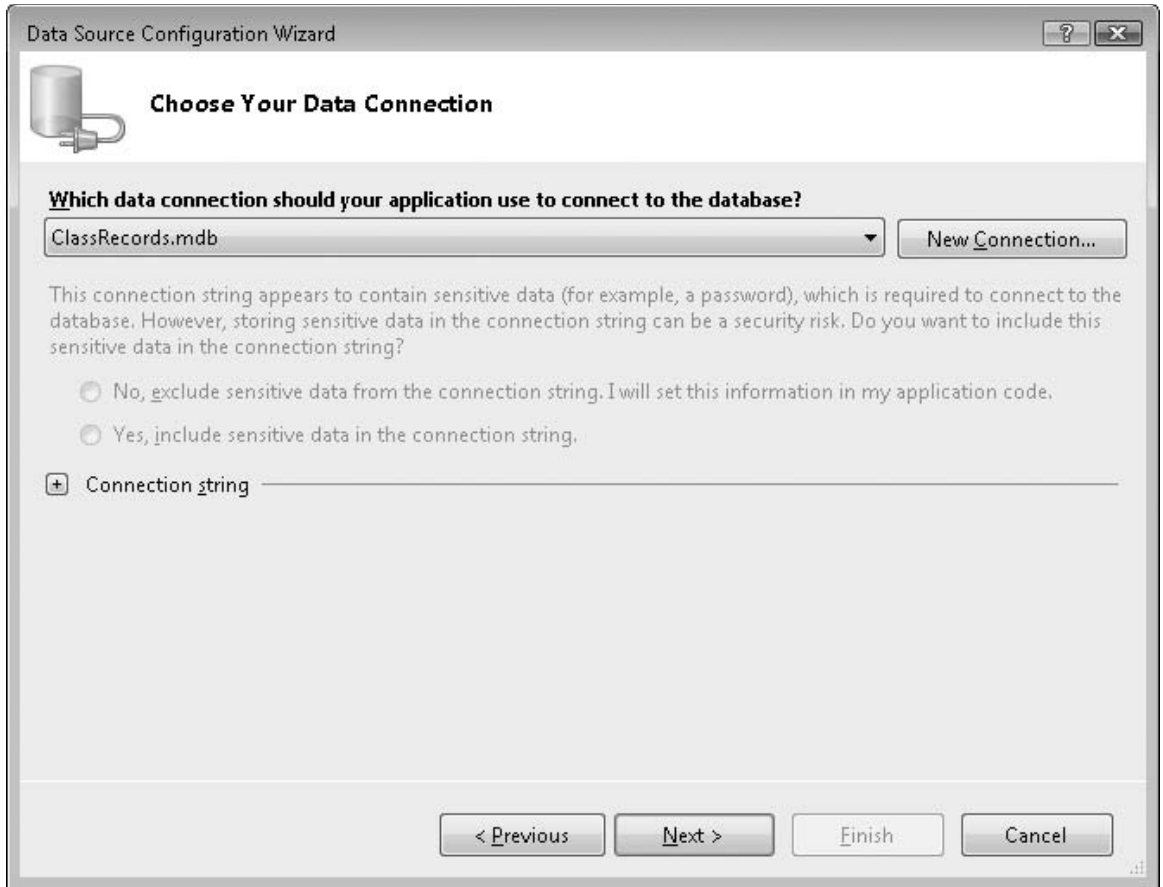 Data Source Configuration Wizard
Choose Your Data Connection
Which data connection should your application use to connect to the database?
ClassRecords.mdb
New Connection...
This connection string appears to contain sensitive data (for example, a password), which is required to connect to the
database. However, storing sensitive data in the connection string can be a security risk. Do you want to include this
sensitive data in the connection string?
No, exclude sensitive data from the connection string. I will set this information in my application code.
Yes, include sensitive data in the connection string.
Connection string
< Previous
Next >
Finish
Cancel